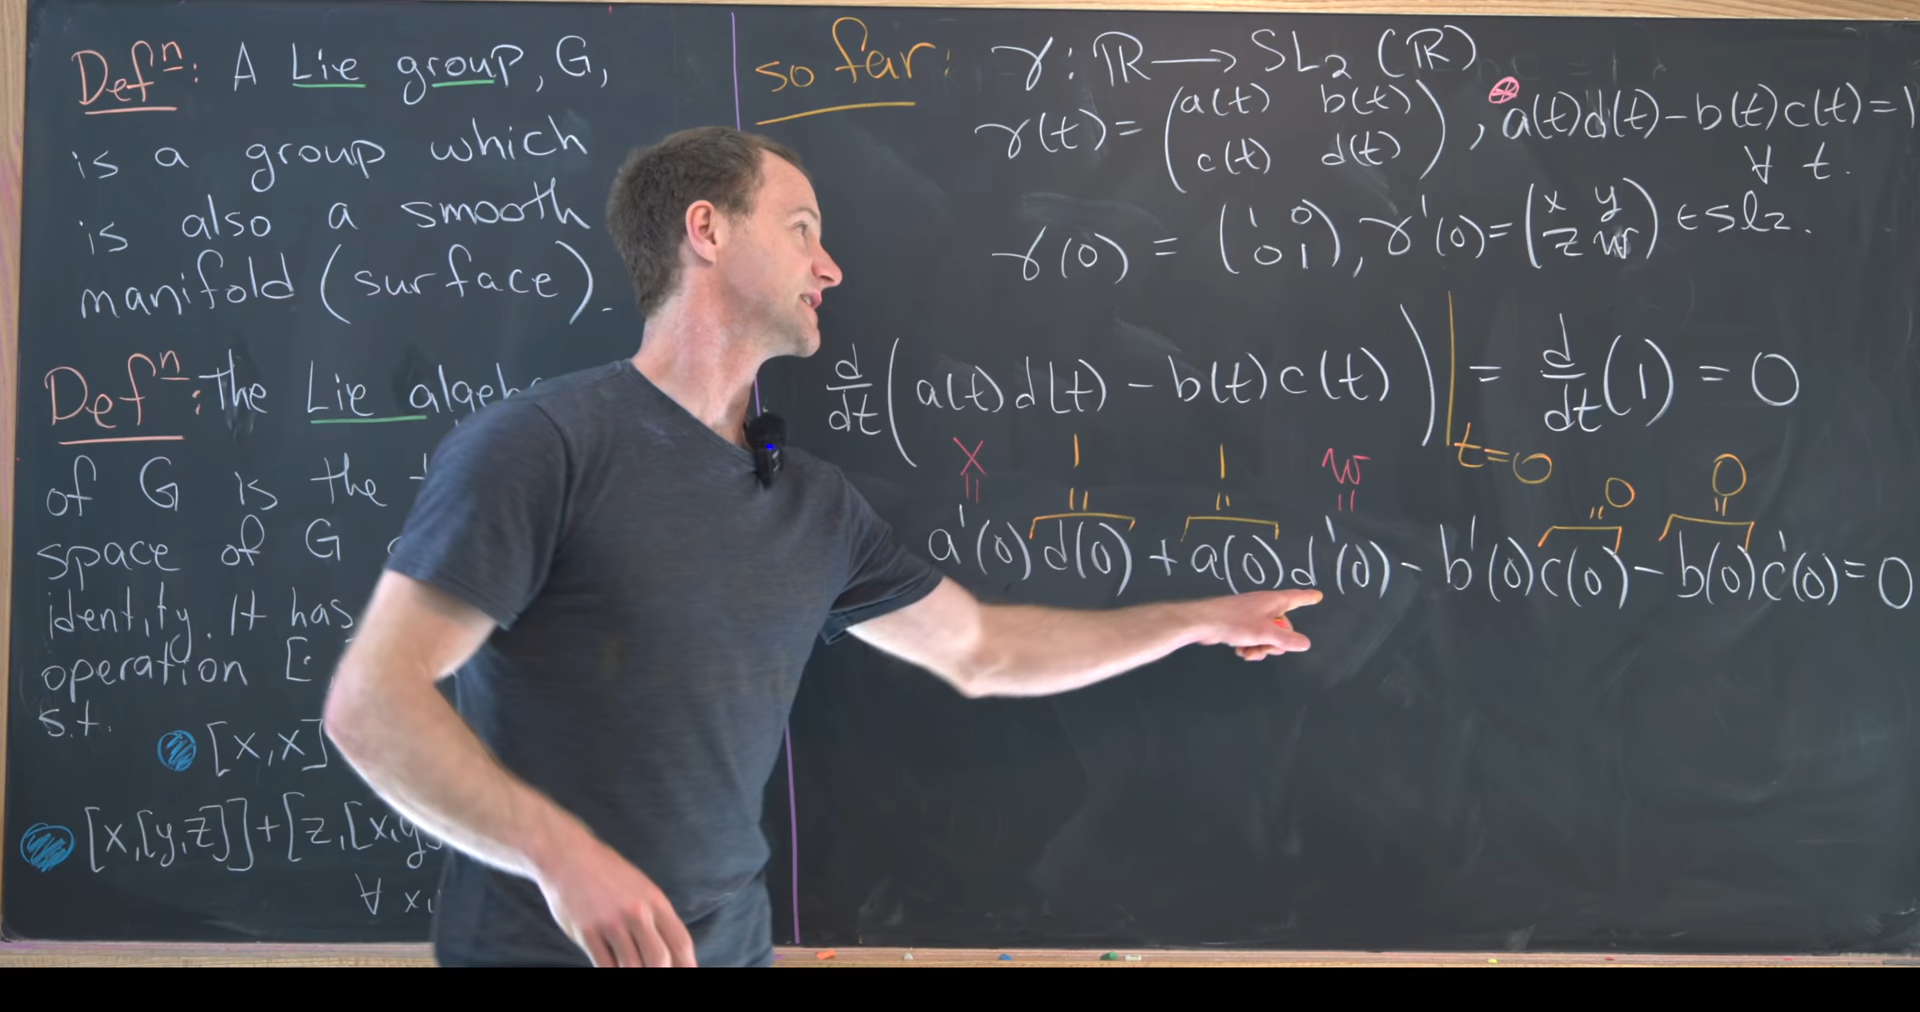 Defⁿ: A Lie group, G,
is a group which
is also a smooth
manifold (surface).
Defⁿ: the Lie
of G is the
space of G
identity. It has
operation [·
s.t.
[x,x]
[x,[y,z]]+[z,[x,y
∀ x,
so far: γ: ℝ → SL₂(ℝ)
γ(t) = (a(t) b(t)
c(t) d(t)), ⊗ a(t)d(t) - b(t)c(t) = 1
∀ t.
γ(0) = (1 0
0 1), γ'(0) = (x y
z w) ∈ sl₂.
d/dt (a(t)d(t) - b(t)c(t)) |t=0 = d/dt (1) = 0
x 1 1 w 0 0
|| || || || || ||
a'(0)d(0) + a(0)d'(0) - b'(0)c(0) - b(0)c'(0) = 0